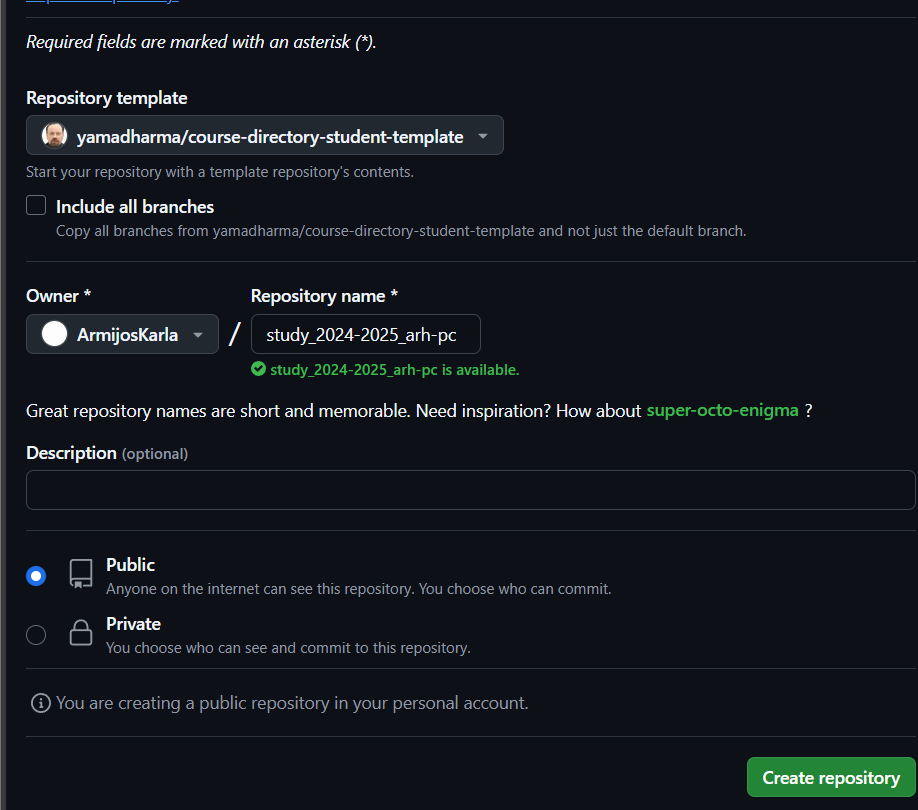 Required fields are marked with an asterisk (*).
Repository template
yamadharma/course-directory-student-template
Start your repository with a template repository's contents.
Include all branches
Copy all branches from yamadharma/course-directory-student-template and not just the default branch.
Owner * Repository name *
ArmijosKarla / study_2024-2025_arh-pc
study_2024-2025_arh-pc is available.
Great repository names are short and memorable. Need inspiration? How about super-octo-enigma ?
Description (optional)
Public
Anyone on the internet can see this repository. You choose who can commit.
Private
You choose who can see and commit to this repository.
You are creating a public repository in your personal account.
Create repository